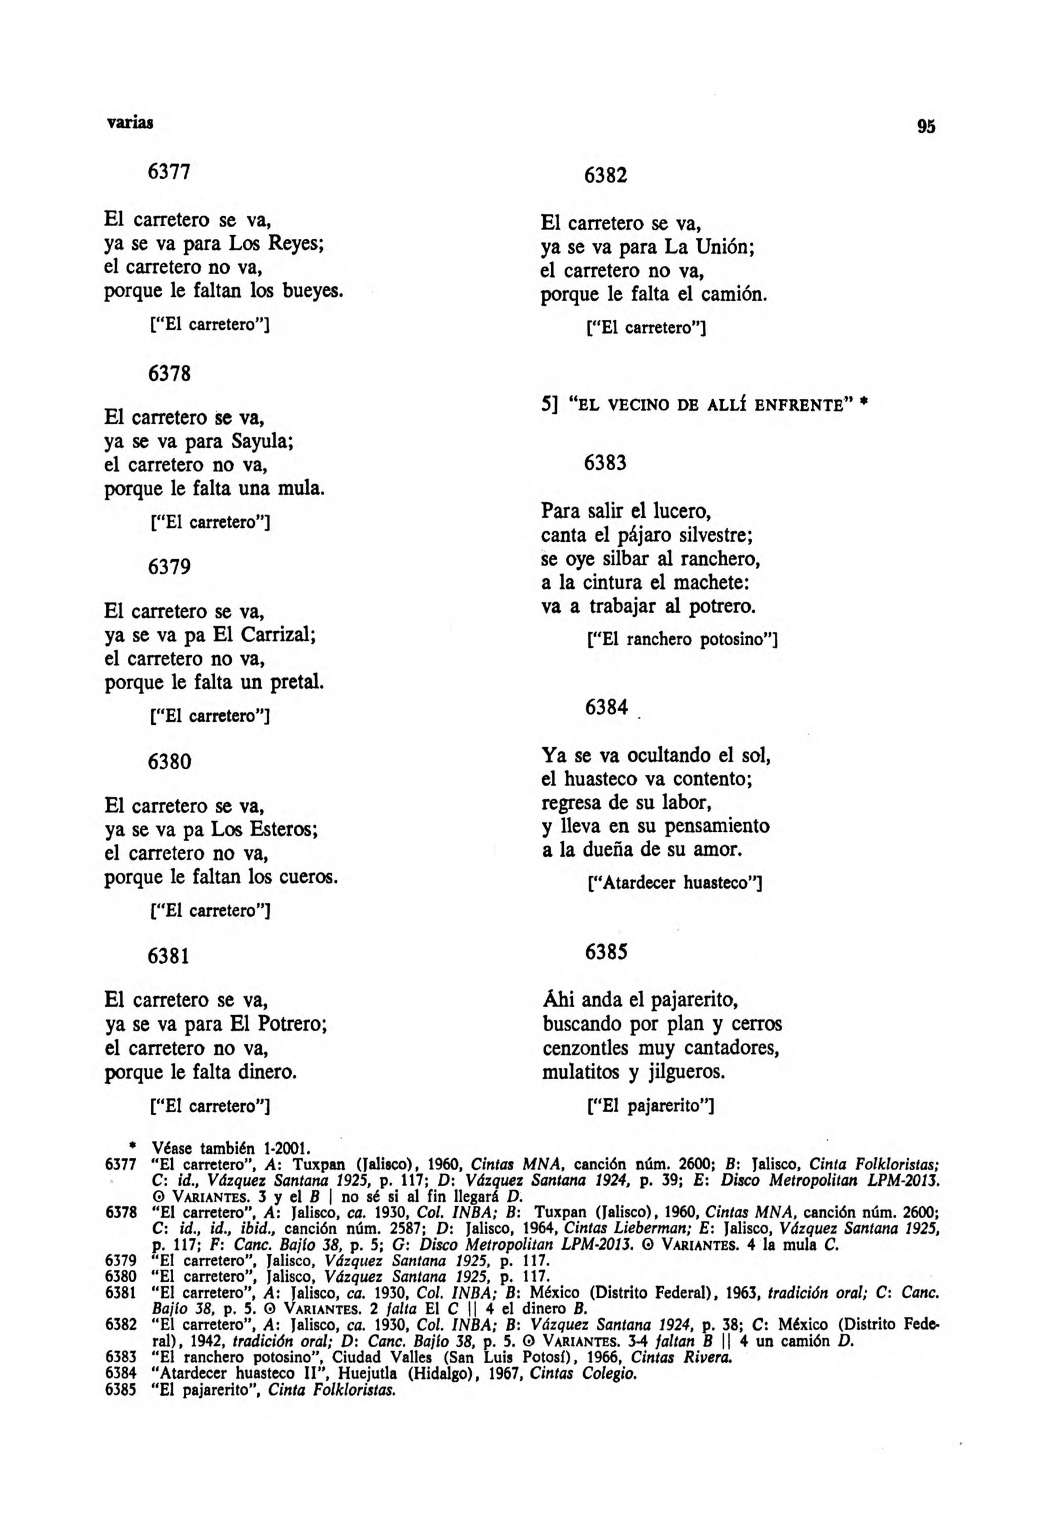 varias
95
6377
El carretero se va,
ya se va para Los Reyes;
el carretero no va,
porque le faltan los bueyes.
["El carretero"]
6378
El carretero se va,
ya se va para Sayula;
el carretero no va,
porque le falta una mula.
["El carretero"]
6379
El carretero se va,
ya se va pa El Carrizal;
el carretero no va,
porque le falta un pretal.
["El carretero"]
6380
El carretero se va,
ya se va pa Los Esteros;
el carretero no va,
porque le faltan los cueros.
["El carretero"]
6381
El carretero se va,
ya se va para El Potrero;
el carretero no va,
porque le falta dinero.
["El carretero"]
6382
El carretero se va,
ya se va para La Unión;
el carretero no va,
porque le falta el camión.
["El carretero"]
5] "EL VECINO DE ALLÍ ENFRENTE" *
6383
Para salir el lucero,
canta el pájaro silvestre;
se oye silbar al ranchero,
a la cintura el machete:
va a trabajar al potrero.
["El ranchero potosino"]
6384
Ya se va ocultando el sol,
el huasteco va contento;
regresa de su labor,
y lleva en su pensamiento
a la dueña de su amor.
["Atardecer huasteco"]
6385
Áhi anda el pajarerito,
buscando por plan y cerros
cenzontles muy cantadores,
mulatitos y jilgueros.
["El pajarerito"]
* Véase también 1-2001.
6377 "El carretero", A: Tuxpan (Jalisco), 1960, Cintas MNA, canción núm. 2600; B: Jalisco, Cinta Folkloristas;
C: id., Vázquez Santana 1925, p. 117; D: Vázquez Santana 1924, p. 39; E: Disco Metropolitan LPM-2013.
⊙ VARIANTES. 3 y el B | no sé si al fin llegará D.
6378 "El carretero", A: Jalisco, ca. 1930, Col. INBA; B: Tuxpan (Jalisco), 1960, Cintas MNA, canción núm. 2600;
C: id., id., ibid., canción núm. 2587; D: Jalisco, 1964, Cintas Lieberman; E: Jalisco, Vázquez Santana 1925,
p. 117; F: Canc. Bajío 38, p. 5; G: Disco Metropolitan LPM-2013. ⊙ VARIANTES. 4 la mula C.
6379 "El carretero", Jalisco, Vázquez Santana 1925, p. 117.
6380 "El carretero", Jalisco, Vázquez Santana 1925, p. 117.
6381 "El carretero", A: Jalisco, ca. 1930, Col. INBA; B: México (Distrito Federal), 1963, tradición oral; C: Canc.
Bajío 38, p. 5. ⊙ VARIANTES. 2 falta El C || 4 el dinero B.
6382 "El carretero", A: Jalisco, ca. 1930, Col. INBA; B: Vázquez Santana 1924, p. 38; C: México (Distrito Fede-
ral), 1942, tradición oral; D: Canc. Bajío 38, p. 5. ⊙ VARIANTES. 3-4 faltan B || 4 un camión D.
6383 "El ranchero potosino", Ciudad Valles (San Luis Potosí), 1966, Cintas Rivera.
6384 "Atardecer huasteco II", Huejutla (Hidalgo), 1967, Cintas Colegio.
6385 "El pajarerito", Cinta Folkloristas.